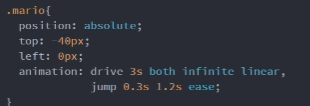 .mario{
position: absolute;
top: -40px;
left: 0px;
animation: drive 3s both infinite linear,
jump 0.3s 1.2s ease;
}